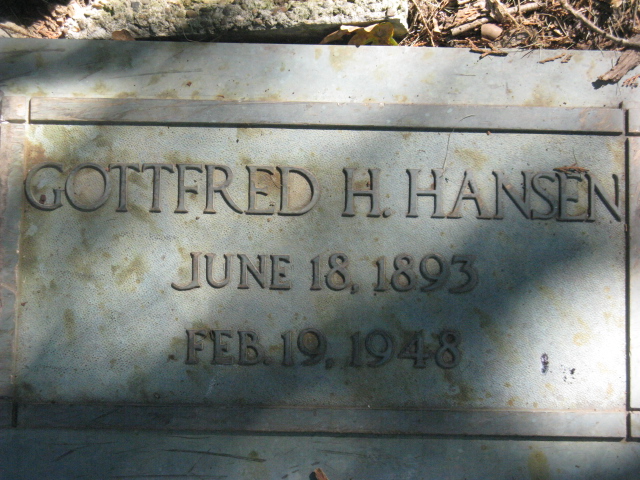 GOTTFRED H. HANSEN
JUNE 18, 1893
FEB. 19, 1948